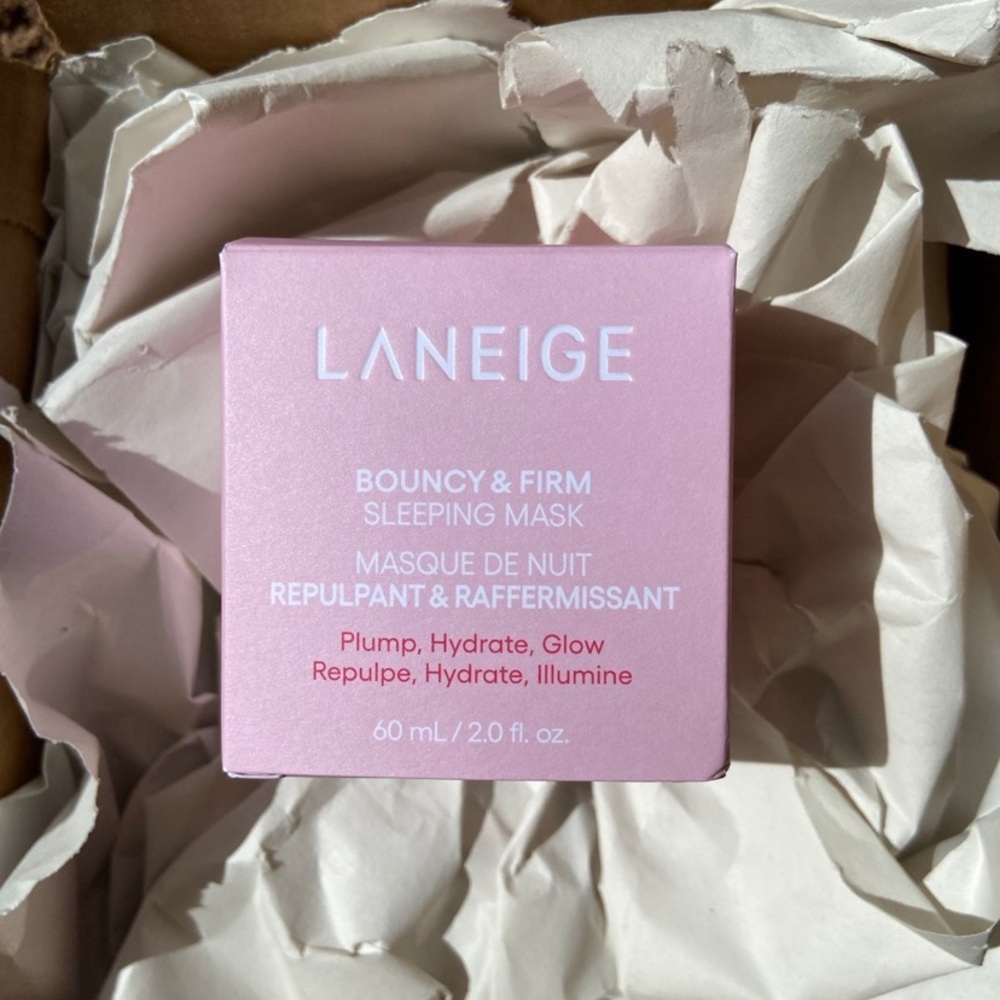 LANEIGE
BOUNCY & FIRM
SLEEPING MASK
MASQUE DE NUIT
REPULPANT & RAFFERMISSANT
Plump, Hydrate, Glow
Repulpe, Hydrate, Illumine
60 mL / 2.0 fl. oz.